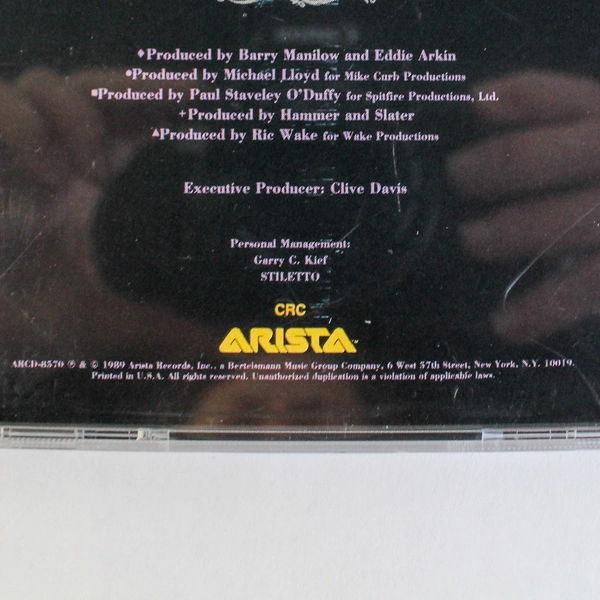 ♦Produced by Barry Manilow and Eddie Arkin
•Produced by Michael Lloyd for Mike Curb Productions
■Produced by Paul Staveley O'Duffy for Spitfire Productions, Ltd.
+Produced by Hammer and Slater
▲Produced by Ric Wake for Wake Productions
Executive Producer: Clive Davis
Personal Management:
Garry C. Kief
STILETTO
CRC
ARISTA™
ARCD-8570 ℗ & © 1989 Arista Records, Inc., a Bertelsmann Music Group Company, 6 West 57th Street, New York, N.Y. 10019.
Printed in U.S.A. All rights reserved. Unauthorized duplication is a violation of applicable laws.